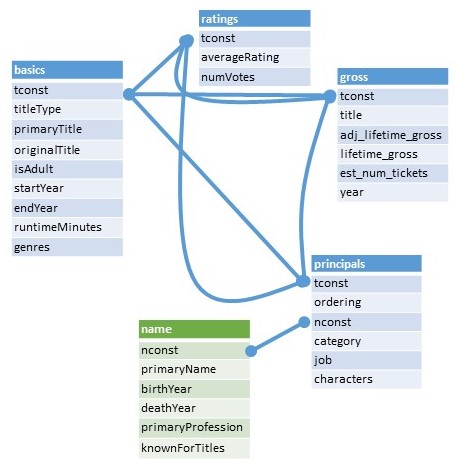 ratings
tconst
averageRating
numVotes
basics
tconst
titleType
primaryTitle
originalTitle
isAdult
startYear
endYear
runtimeMinutes
genres
gross
tconst
title
adj_lifetime_gross
lifetime_gross
est_num_tickets
year
principals
tconst
ordering
nconst
category
job
characters
name
nconst
primaryName
birthYear
deathYear
primaryProfession
knownForTitles